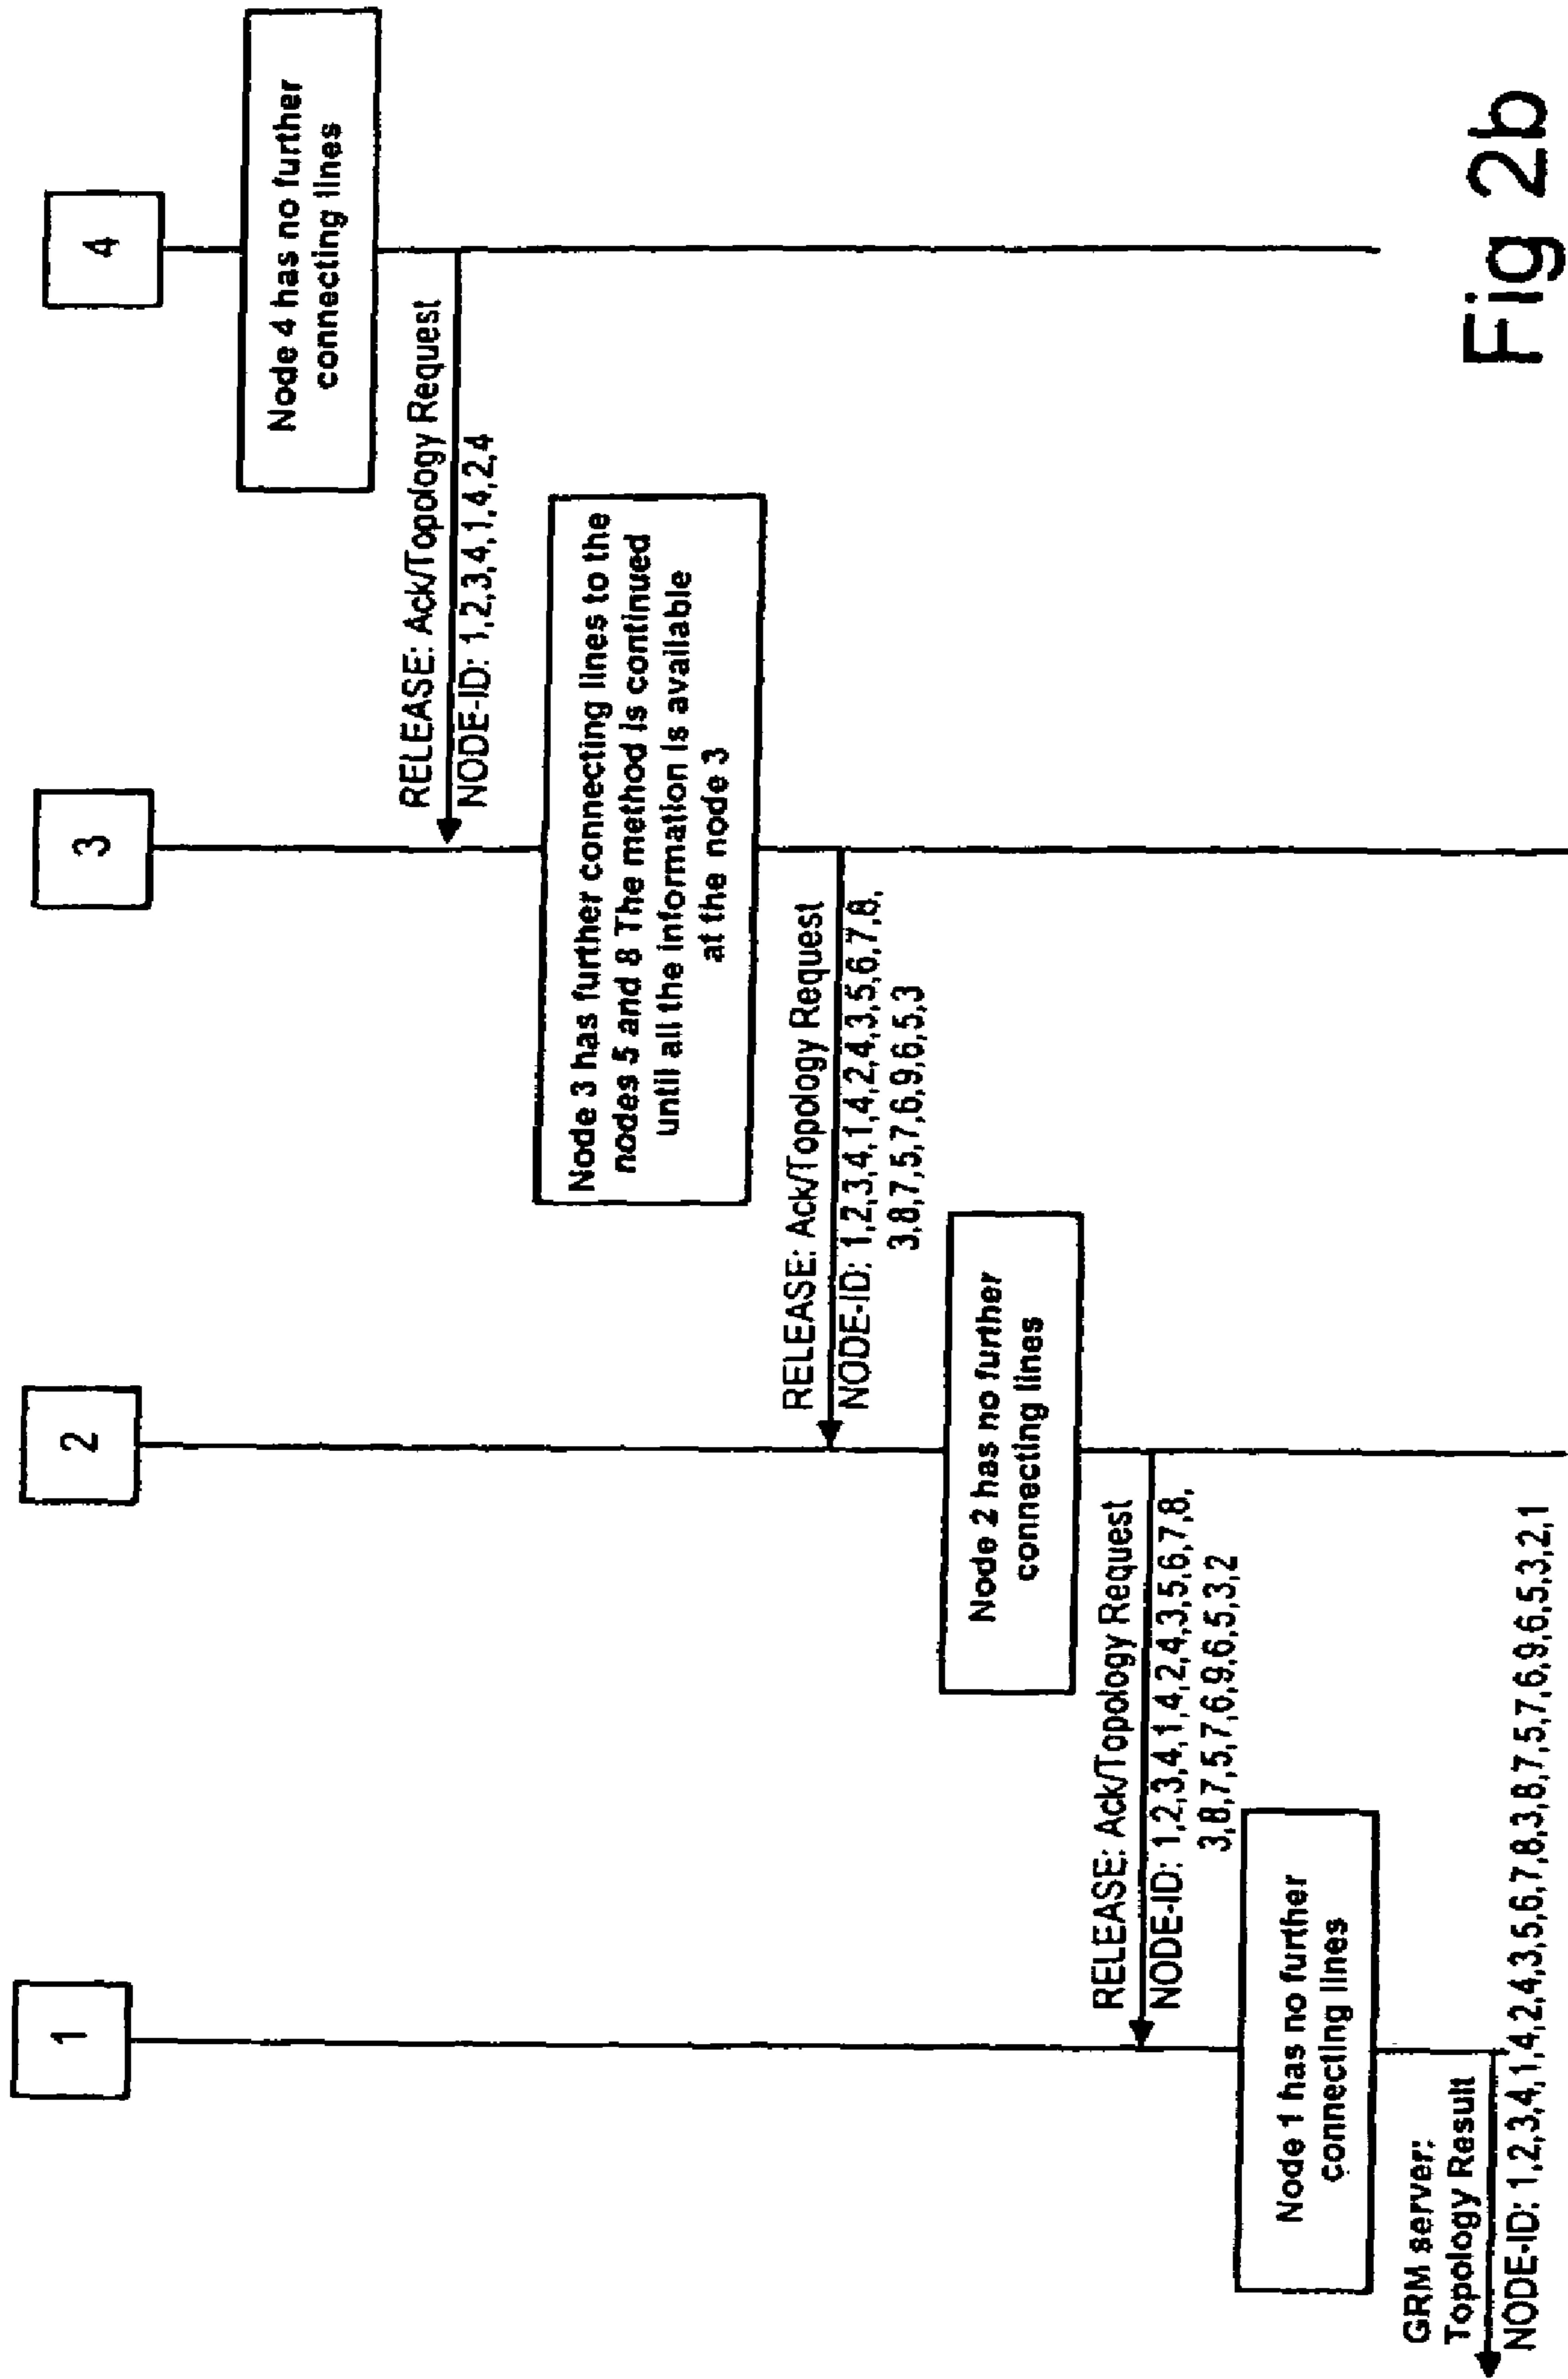 1
2
3
4
Node 4 has no further
connecting lines
RELEASE: Ack/Topology Request
NODE-ID: 1,2,3,4,1,4,2,4
Node 3 has further connecting lines to the
nodes 5 and 8 The method is continued
until all the information is available
at the node 3
RELEASE: Ack/Topology Request
NODE-ID: 1,2,3,4,1,4,2,4,3,5,6,7,8,
3,8,7,5,7,6,9,6,5,3
Node 2 has no further
connecting lines
RELEASE: Ack/Topology Request
NODE-ID: 1,2,3,4,1,4,2,4,3,5,6,7,8,
3,8,7,5,7,6,9,6,5,3,2
Node 1 has no further
connecting lines
GRM server:
Topology Result
NODE-ID: 1,2,3,4,1,4,2,4,3,5,6,7,8,3,8,7,5,7,6,9,6,5,3,2,1
Fig 2b